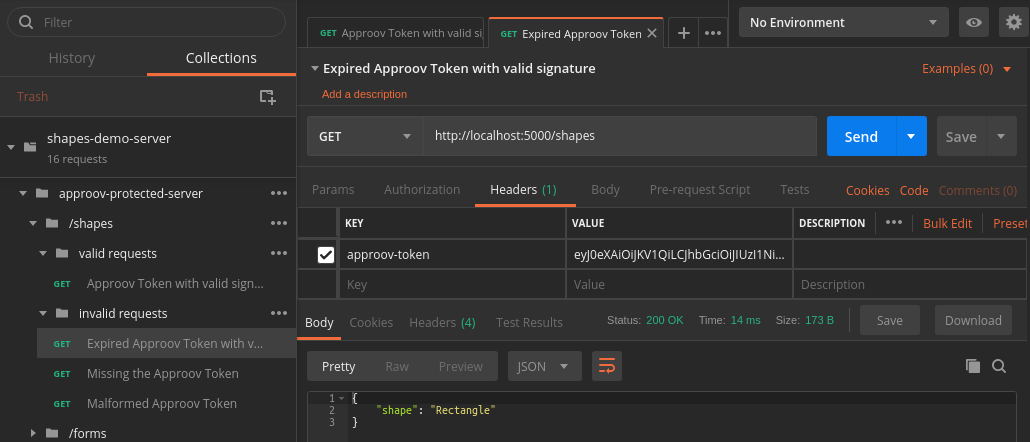 Filter
History
Collections
Trash
shapes-demo-server
16 requests
approov-protected-server
/shapes
valid requests
GET Approov Token with valid sign...
invalid requests
GET Expired Approov Token with v...
GET Missing the Approov Token
GET Malformed Approov Token
/forms
GET Approov Token with valid si
GET Expired Approov Token
No Environment
Expired Approov Token with valid signature
Examples (0)
Add a description
GET http://localhost:5000/shapes Send Save
Params Authorization Headers (1) Body Pre-request Script Tests Cookies Code Comments (0)
KEY VALUE DESCRIPTION ••• Bulk Edit Preset
approov-token eyJ0eXAiOiJKV1QiLCJhbGciOiJIUzI1Ni...
Key Value Description
Body Cookies Headers (4) Test Results Status: 200 OK Time: 14 ms Size: 173 B Save Download
Pretty Raw Preview JSON
1 {
2 "shape": "Rectangle"
3 }